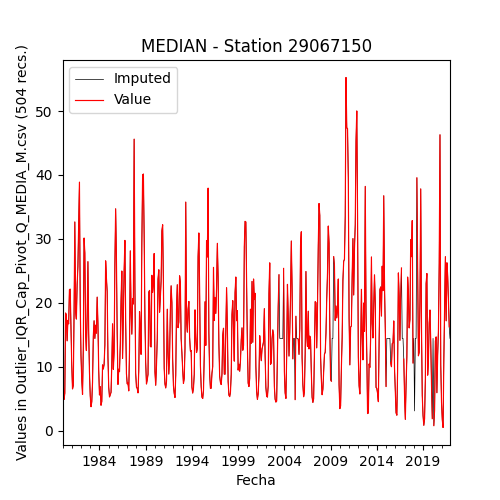 MEDIAN - Station 29067150
Imputed
Value
Values in Outlier_IQR_Cap_Pivot_Q_MEDIA_M.csv (504 recs.)
50
40
30
20
10
0
1984 1989 1994 1999 2004 2009 2014 2019
Fecha